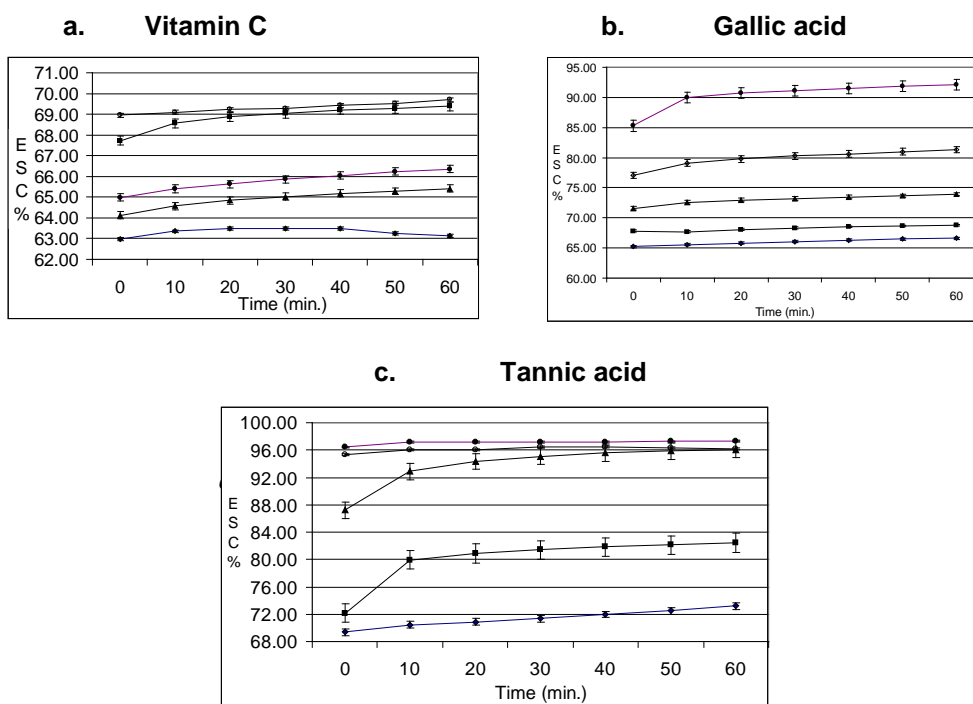 a. Vitamin C
71.00
70.00
69.00
68.00
67.00
66.00
65.00
64.00
63.00
62.00
E
S
C
%
0 10 20 30 40 50 60
Time (min.)
b. Gallic acid
95.00
90.00
85.00
80.00
75.00
70.00
65.00
60.00
E
S
C
%
0 10 20 30 40 50 60
Time (min.)
c. Tannic acid
100.00
96.00
92.00
88.00
84.00
80.00
76.00
72.00
68.00
E
S
C
%
0 10 20 30 40 50 60
Time (min.)